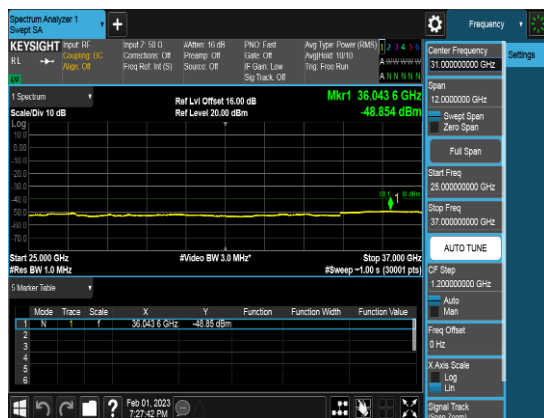 Spectrum Analyzer 1
Swept SA
+
Frequency
KEYSIGHT
RL
Input: RF
Coupling: DC
Align: Off
Input Z: 50 Ω
Corrections: Off
Freq Ref: Int (S)
#Atten: 16 dB
Preamp: Off
Source: Off
PNO: Fast
Gate: Off
IF Gain: Low
Sig Track: Off
Avg Type: Power (RMS)
Avg|Hold: 10/10
Trig: Free Run
1 2 3 4 5 6
A W W W W W
A N N N N N
Center Frequency
31.000000000 GHz
Settings
Span
12.0000000 GHz
Swept Span
Zero Span
Full Span
Start Freq
25.000000000 GHz
Stop Freq
37.000000000 GHz
AUTO TUNE
CF Step
1.200000000 GHz
Auto
Man
Freq Offset
0 Hz
X Axis Scale
Log
Lin
Signal Track
(Span Zoom)
1 Spectrum
Scale/Div 10 dB
Log
Ref Lvl Offset 16.00 dB
Ref Level 20.00 dBm
Mkr1 36.043 6 GHz
-48.854 dBm
10.0
0.00
-10.0
-20.0
-30.0
-40.0
-50.0
-60.0
-70.0
1
Start 25.000 GHz
#Res BW 1.0 MHz
#Video BW 3.0 MHz*
Stop 37.000 GHz
#Sweep ~1.00 s (30001 pts)
5 Marker Table
Mode Trace Scale X Y Function Function Width Function Value
1 N 1 f 36.043 6 GHz -48.85 dBm
2
3
4
5
6
?
Feb 01, 2023
7:27:42 PM